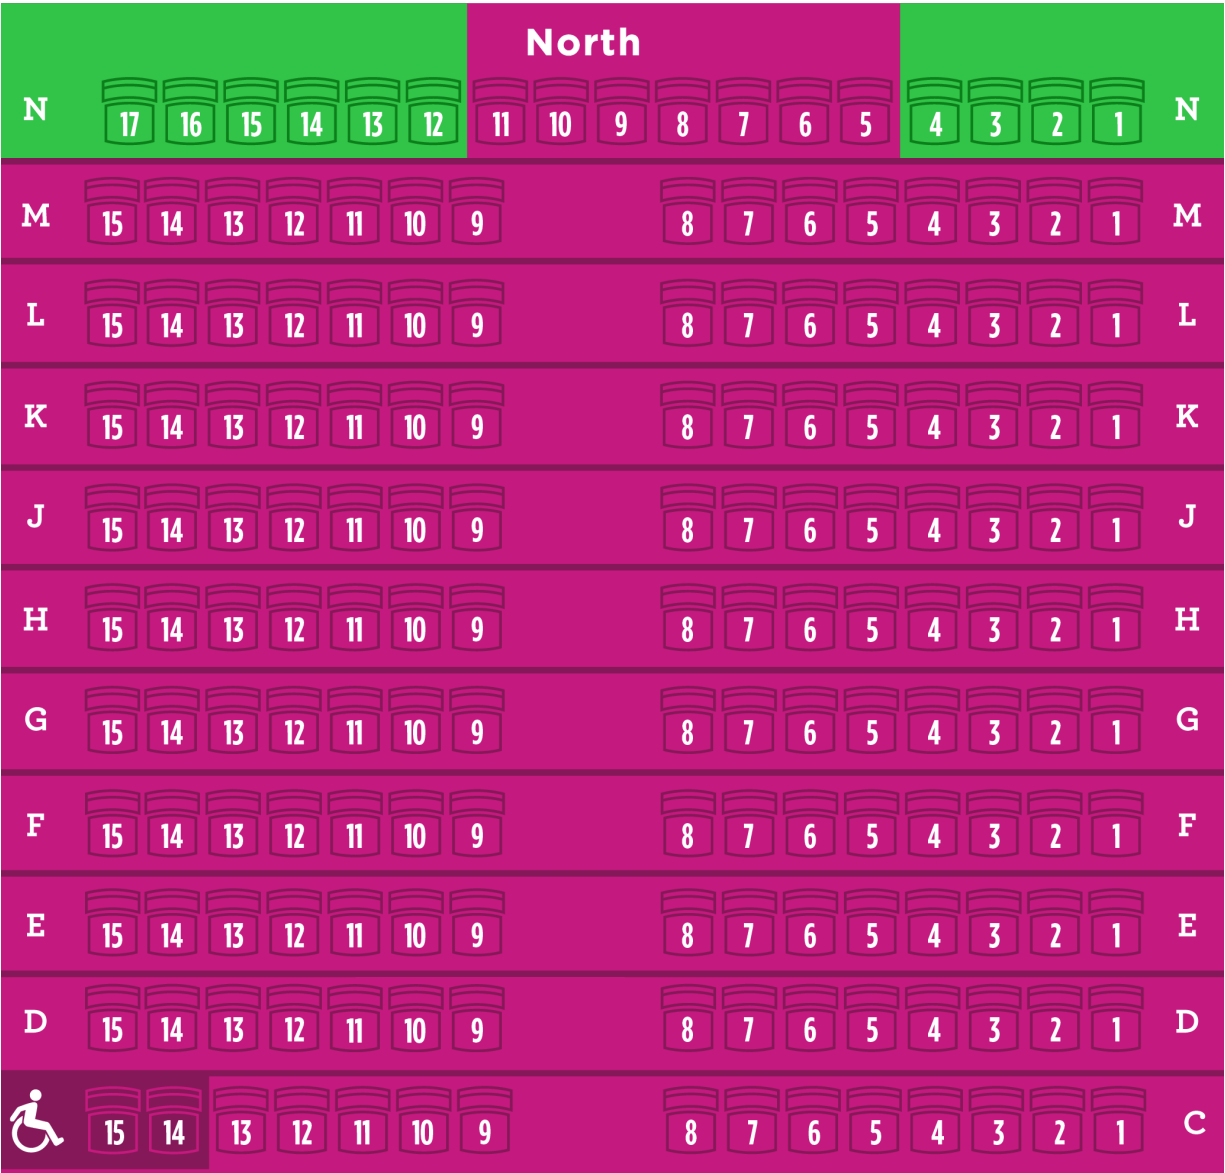 North
N 17 16 15 14 13 12 11 10 9 8 7 6 5 4 3 2 1 N
M 15 14 13 12 11 10 9 8 7 6 5 4 3 2 1 M
L 15 14 13 12 11 10 9 8 7 6 5 4 3 2 1 L
K 15 14 13 12 11 10 9 8 7 6 5 4 3 2 1 K
J 15 14 13 12 11 10 9 8 7 6 5 4 3 2 1 J
H 15 14 13 12 11 10 9 8 7 6 5 4 3 2 1 H
G 15 14 13 12 11 10 9 8 7 6 5 4 3 2 1 G
F 15 14 13 12 11 10 9 8 7 6 5 4 3 2 1 F
E 15 14 13 12 11 10 9 8 7 6 5 4 3 2 1 E
D 15 14 13 12 11 10 9 8 7 6 5 4 3 2 1 D
15 14 13 12 11 10 9 8 7 6 5 4 3 2 1 C